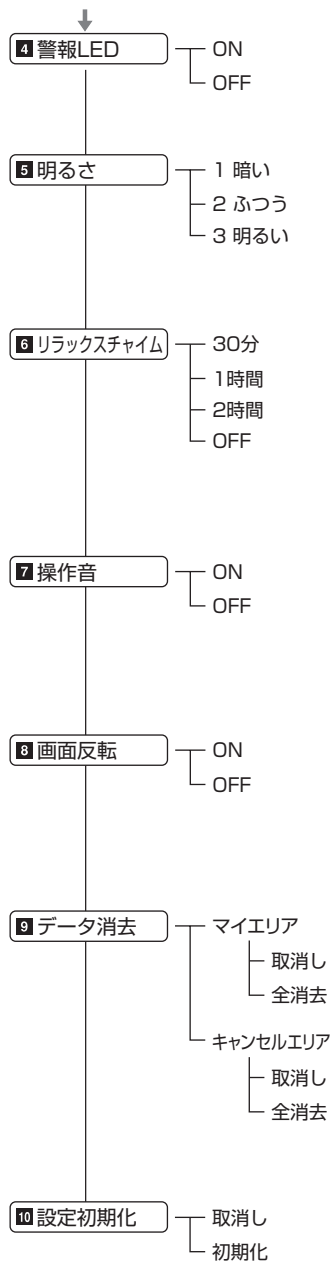 4 警報LED
ON
OFF
5 明るさ
1 暗い
2 ふつう
3 明るい
6 リラックスチャイム
30分
1時間
2時間
OFF
7 操作音
ON
OFF
8 画面反転
ON
OFF
9 データ消去
マイエリア
取消し
全消去
キャンセルエリア
取消し
全消去
10 設定初期化
取消し
初期化